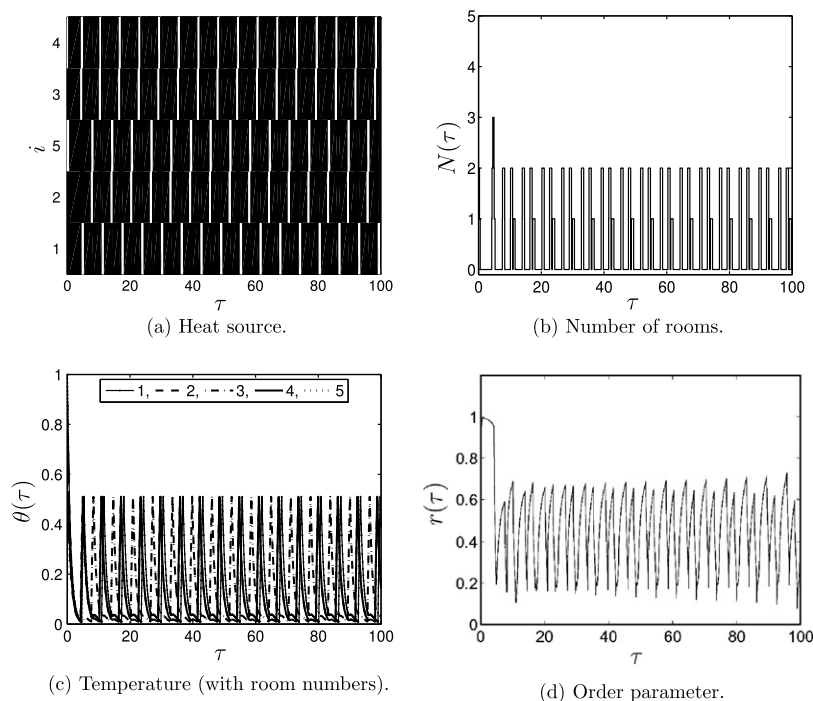 4
3
5
2
1
i
0 20 40 60 80 100
τ
(a) Heat source.
5
4
3
2
1
0
N(τ)
0 20 40 60 80 100
τ
(b) Number of rooms.
1
0.8
0.6
0.4
0.2
0
θ(τ)
1, 2, 3, 4, 5
0 20 40 60 80 100
τ
(c) Temperature (with room numbers).
1
0.8
0.6
0.4
0.2
0
r(τ)
0 20 40 60 80 100
τ
(d) Order parameter.